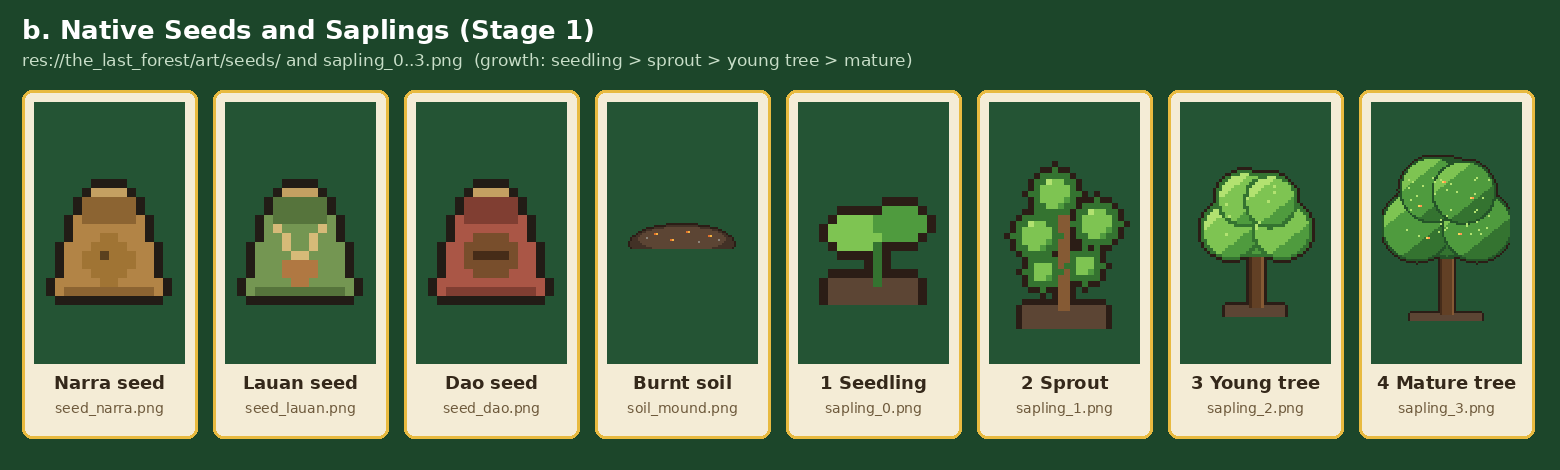 b. Native Seeds and Saplings (Stage 1)
res://the_last_forest/art/seeds/ and sapling_0..3.png  (growth: seedling > sprout > young tree > mature)
Narra seed
seed_narra.png
Lauan seed
seed_lauan.png
Dao seed
seed_dao.png
Burnt soil
soil_mound.png
1 Seedling
sapling_0.png
2 Sprout
sapling_1.png
3 Young tree
sapling_2.png
4 Mature tree
sapling_3.png